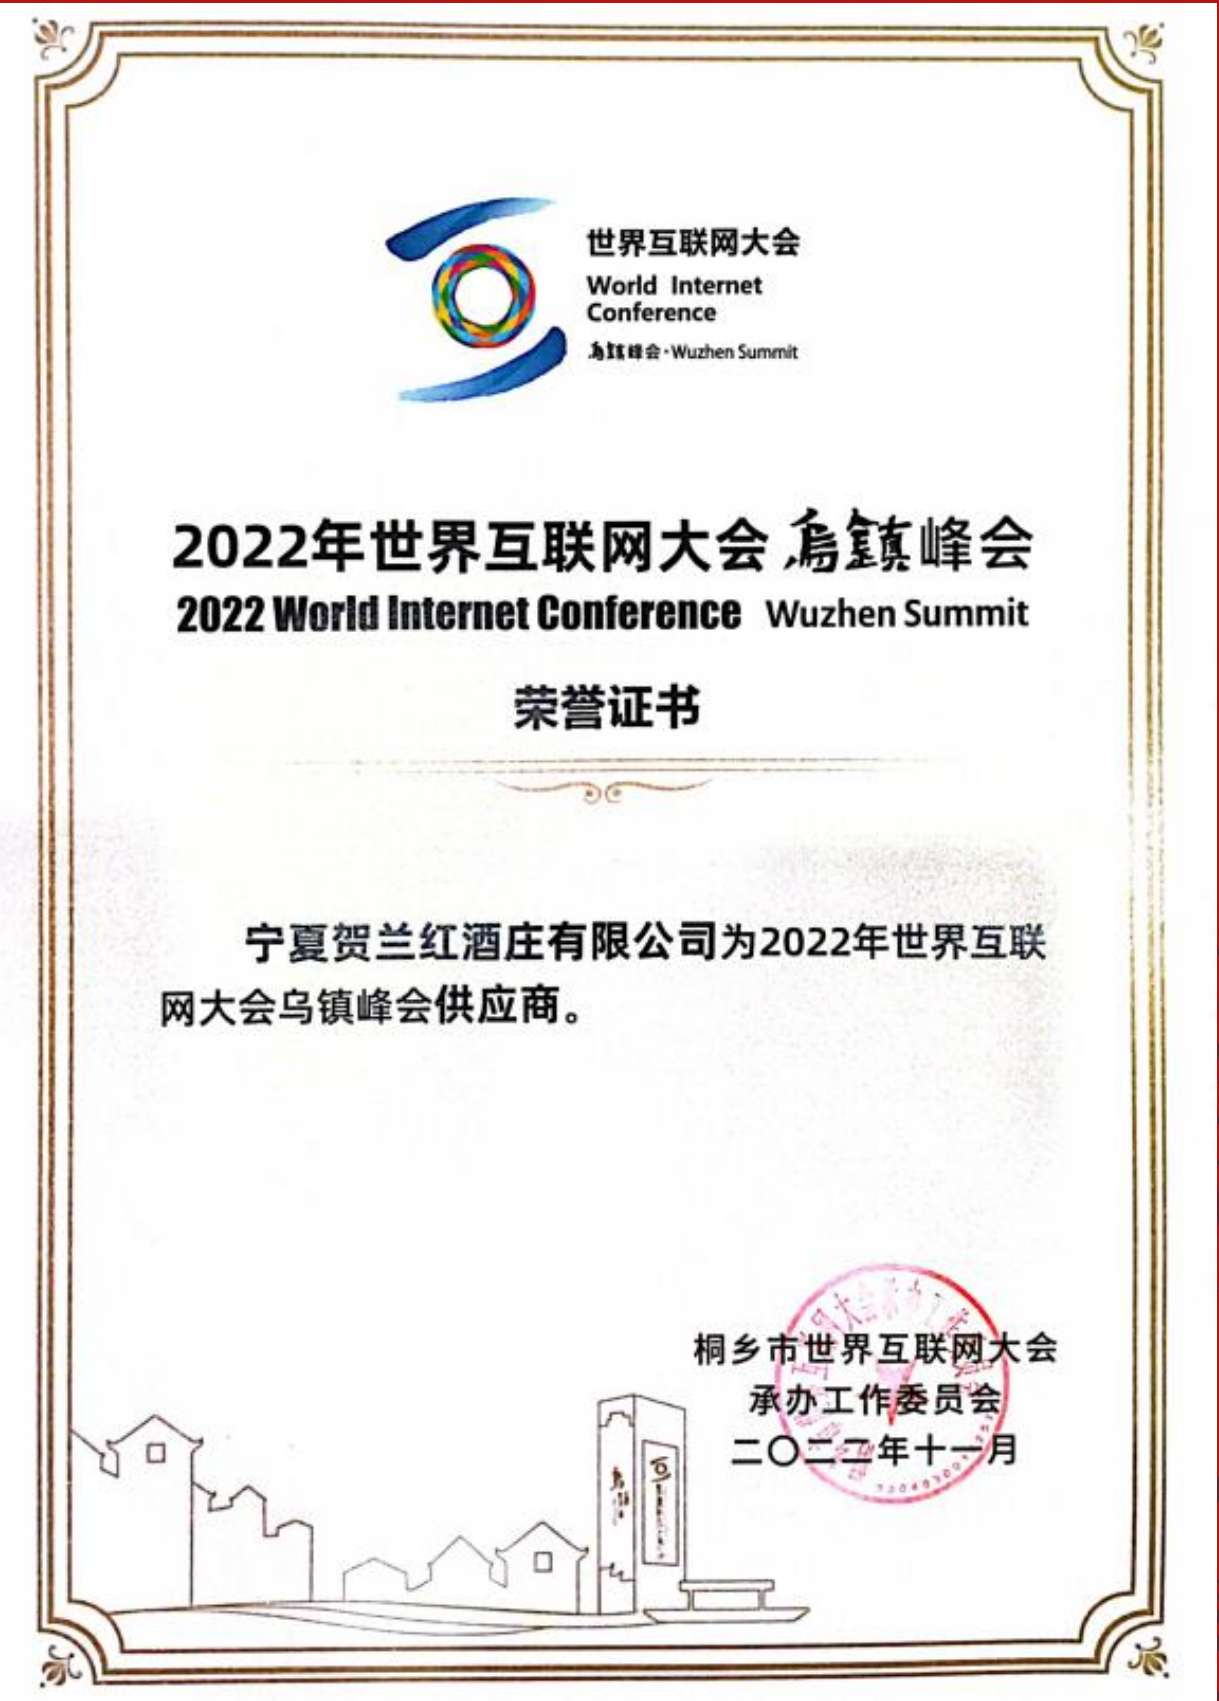 世界互联网大会
World Internet
Conference
乌镇峰会·Wuzhen Summit
2022年世界互联网大会 乌镇峰会
2022 World Internet Conference Wuzhen Summit
荣誉证书
宁夏贺兰红酒庄有限公司为2022年世界互联
网大会乌镇峰会供应商。
桐乡市世界互联网大会
承办工作委员会
二〇二二年十一月